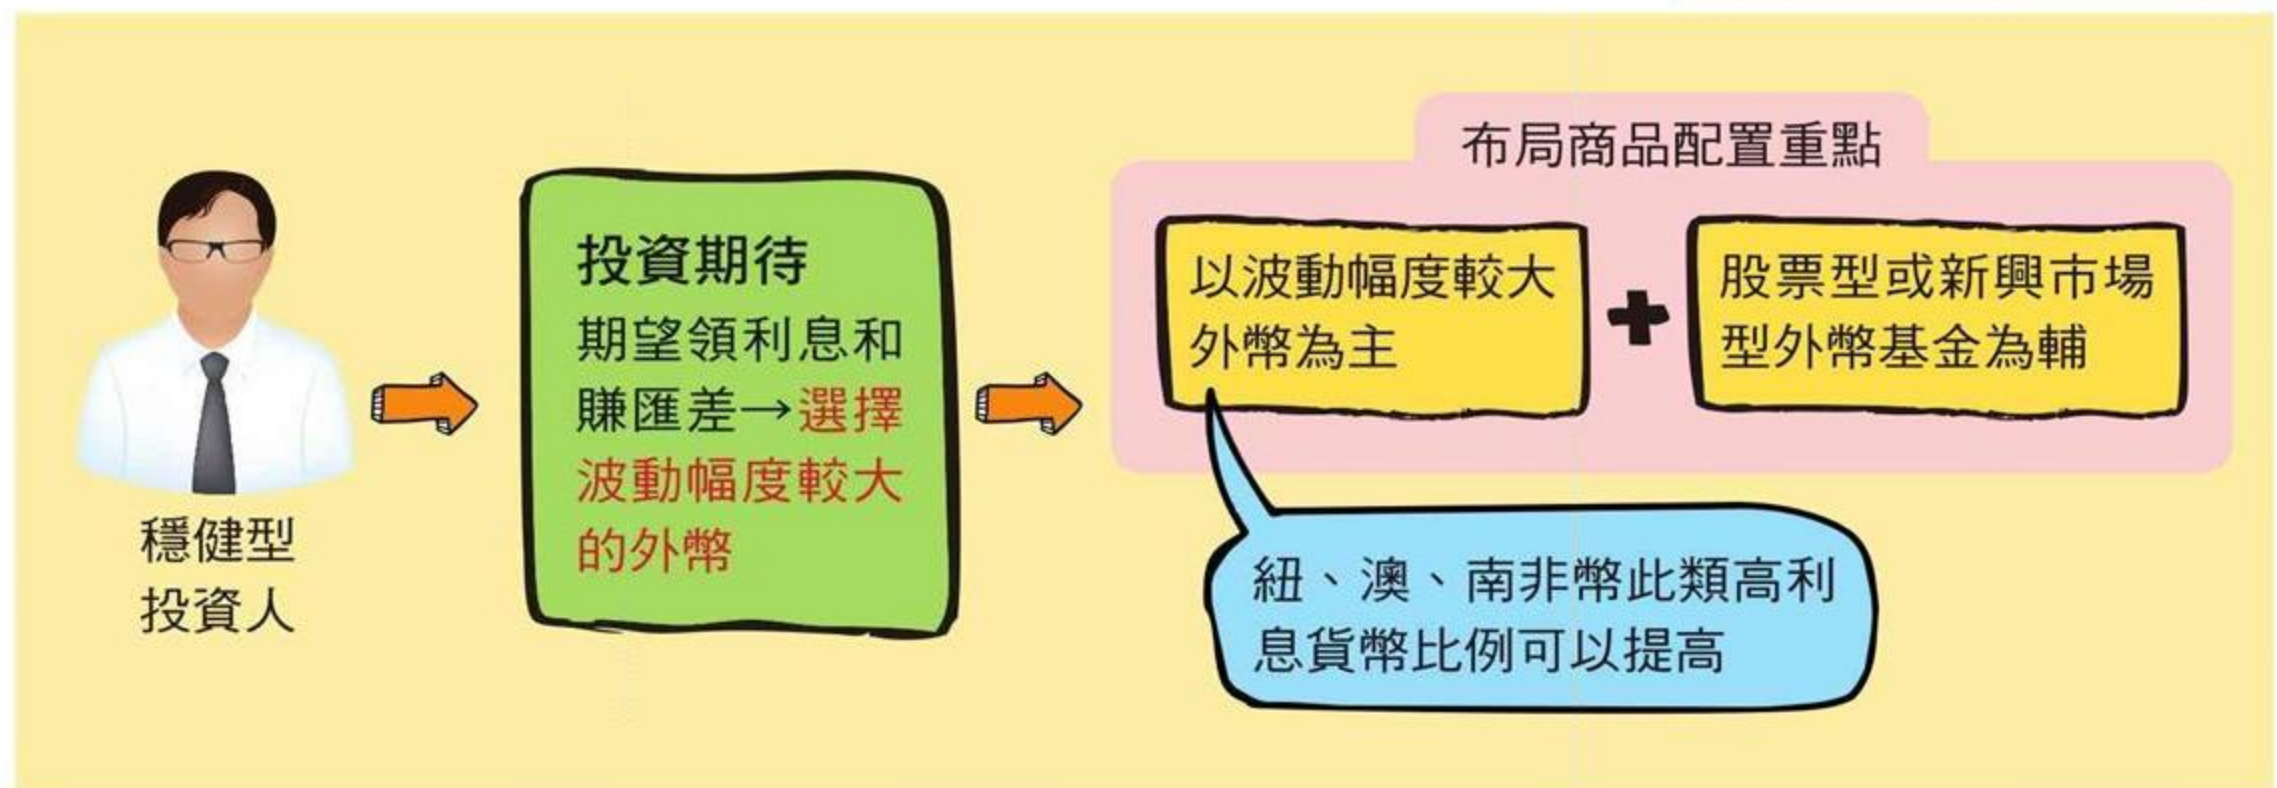 穩健型
投資人
投資期待
期望領利息和
賺匯差→選擇
波動幅度較大
的外幣
布局商品配置重點
以波動幅度較大
外幣為主
+
股票型或新興市場
型外幣基金為輔
紐、澳、南非幣此類高利
息貨幣比例可以提高